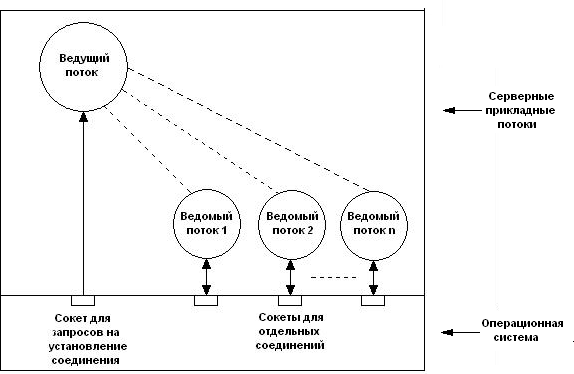 Ведущий
поток
Серверные
прикладные
потоки
Ведомый
поток 1
Ведомый
поток 2
Ведомый
поток n
Сокет для
запросов на
установление
соединения
Сокеты для
отдельных
соединений
Операционная
система